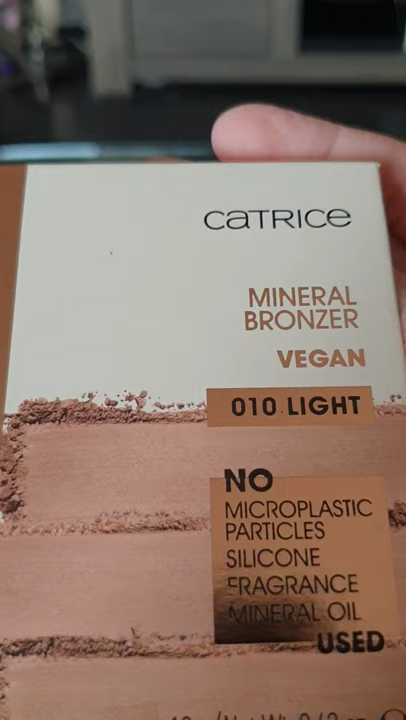 CATRICE
MINERAL
BRONZER
VEGAN
010 LIGHT
NO
MICROPLASTIC
PARTICLES
SILICONE
FRAGRANCE
MINERAL OIL
USED